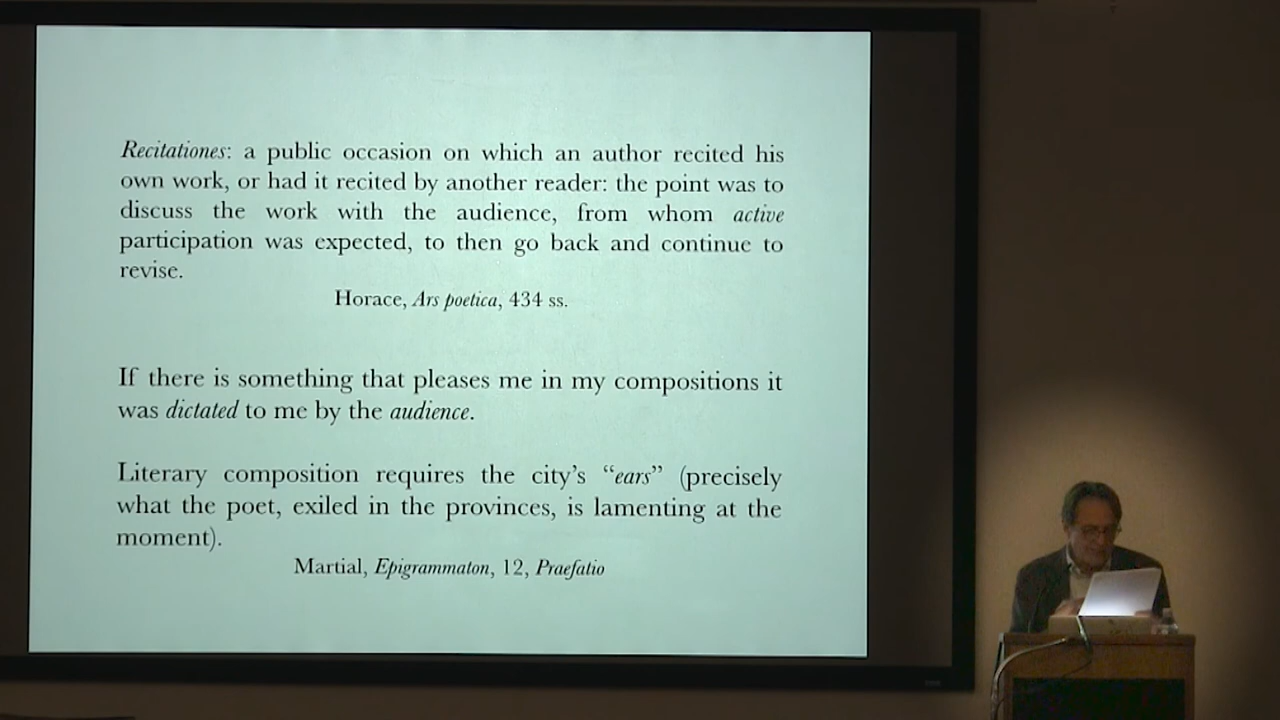 Recitationes: a public occasion on which an author recited his
own work, or had it recited by another reader: the point was to
discuss the work with the audience, from whom active
participation was expected, to then go back and continue to
revise.
Horace, Ars poetica, 434 ss.
If there is something that pleases me in my compositions it
was dictated to me by the audience.
Literary composition requires the city’s “ears” (precisely
what the poet, exiled in the provinces, is lamenting at the
moment).
Martial, Epigrammaton, 12, Praefatio